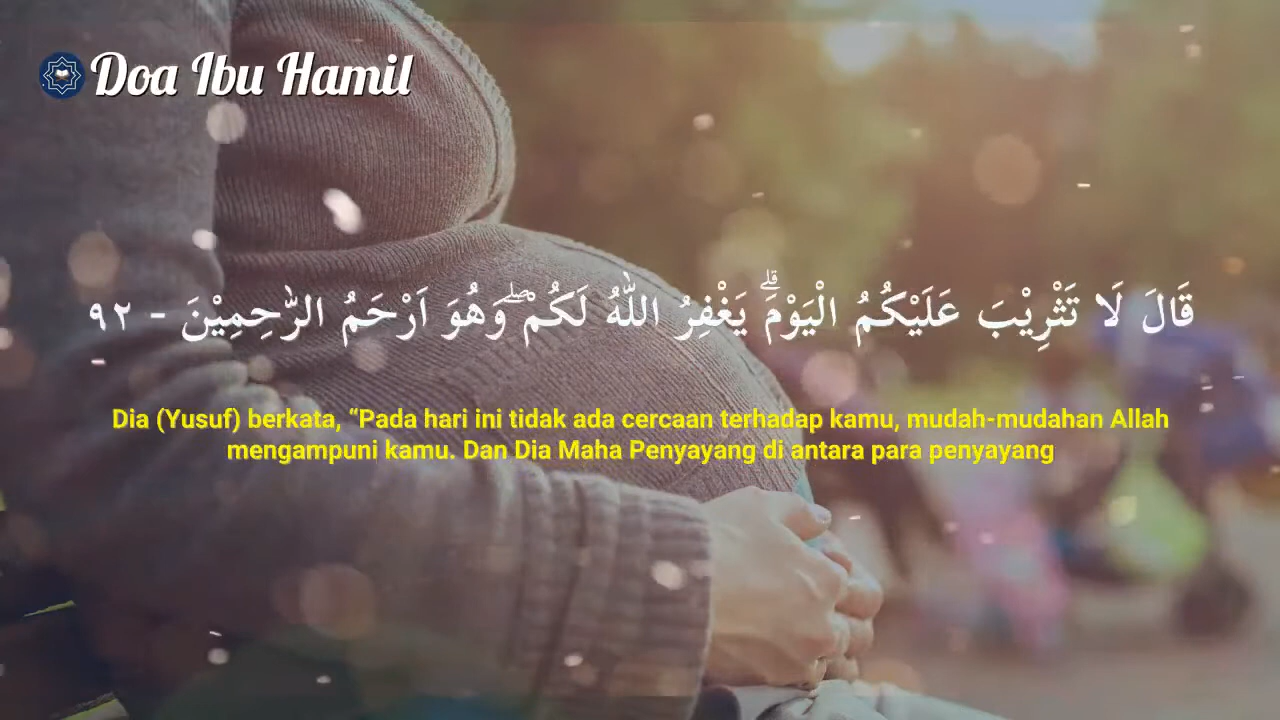 Doa Ibu Hamil
قَالَ لَا تَثْرِيْبَ عَلَيْكُمُ الْيَوْمَۗ يَغْفِرُ اللّٰهُ لَكُمْ ۖوَهُوَ اَرْحَمُ الرّٰحِمِيْنَ - ٩٢
Dia (Yusuf) berkata, “Pada hari ini tidak ada cercaan terhadap kamu, mudah-mudahan Allah
mengampuni kamu. Dan Dia Maha Penyayang di antara para penyayang